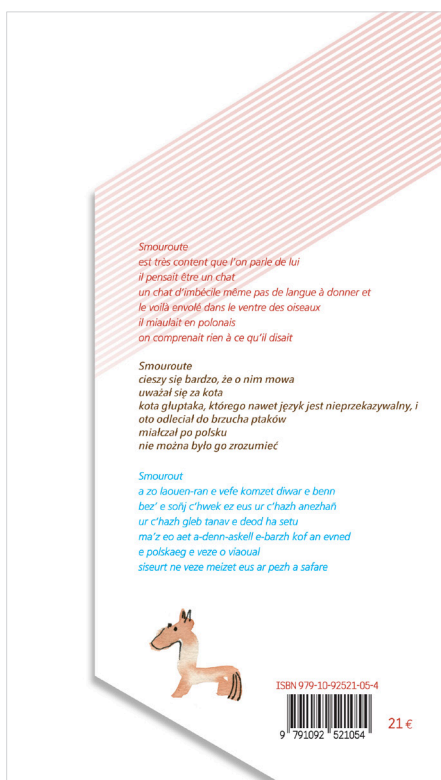 Smouroute
est très content que l'on parle de lui
il pensait être un chat
un chat d'imbécile même pas de langue à donner et
le voilà envolé dans le ventre des oiseaux
il miaulait en polonais
on comprenait rien à ce qu'il disait
Smouroute
cieszy się bardzo, że o nim mowa
uważał się za kota
kota głuptaka, którego nawet język jest nieprzekazywalny, i
oto odleciał do brzucha ptaków
miałczał po polsku
nie można było go zrozumieć
Smourout
a zo laouen-ran e vefe komzet diwar e benn
bez' e soñj c'hwek ez eus ur c'hazh anezhañ
ur c'hazh gleb tanav e deod ha setu
ma'z eo aet a-denn-askell e-barzh kof an evned
e polskaeg e veze o viaoual
siseurt ne veze meizet eus ar pezh a safare
ISBN 979-10-92521-05-4
9 791092 521054
21 €